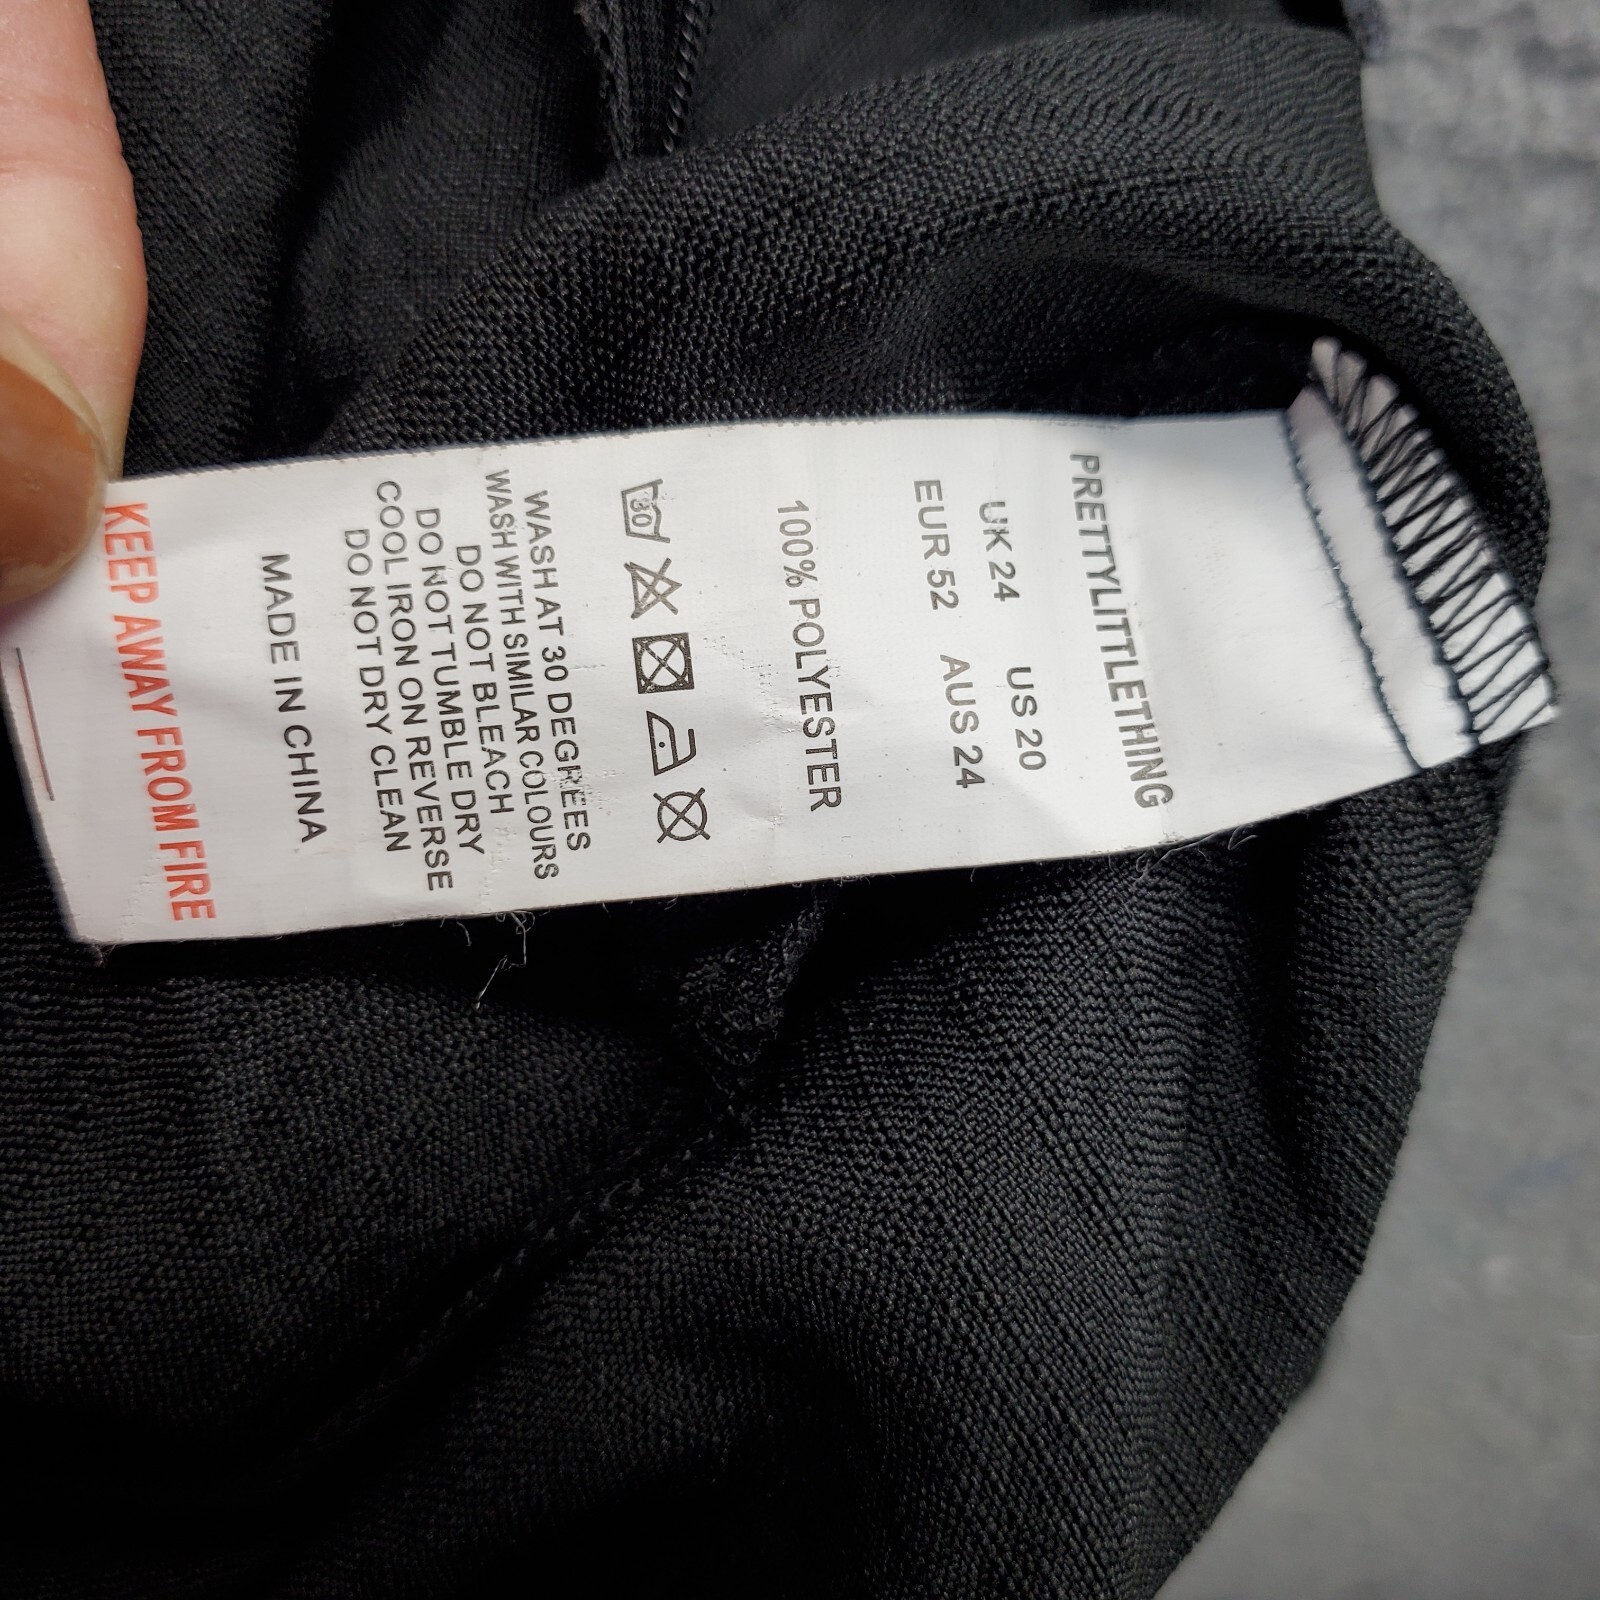 PRETTYLITTLETHING
UK 24 US 20
EUR 52 AUS 24
100% POLYESTER
30
WASH AT 30 DEGREES
WASH WITH SIMILAR COLOURS
DO NOT BLEACH
DO NOT TUMBLE DRY
COOL IRON ON REVERSE
DO NOT DRY CLEAN
MADE IN CHINA
KEEP AWAY FROM FIRE